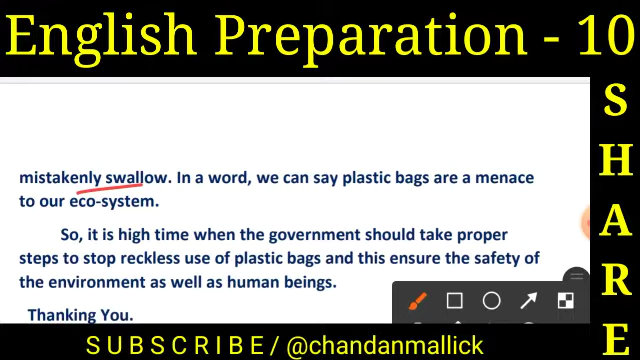 English Preparation - 10
mistakenly swallow. In a word, we can say plastic bags are a menace
to our eco-system.
So, it is high time when the government should take proper
steps to stop reckless use of plastic bags and this ensure the safety of
the environment as well as human beings.
Thanking You.
S
H
A
R
E
SUBSCRIBE/ @chandanmallick